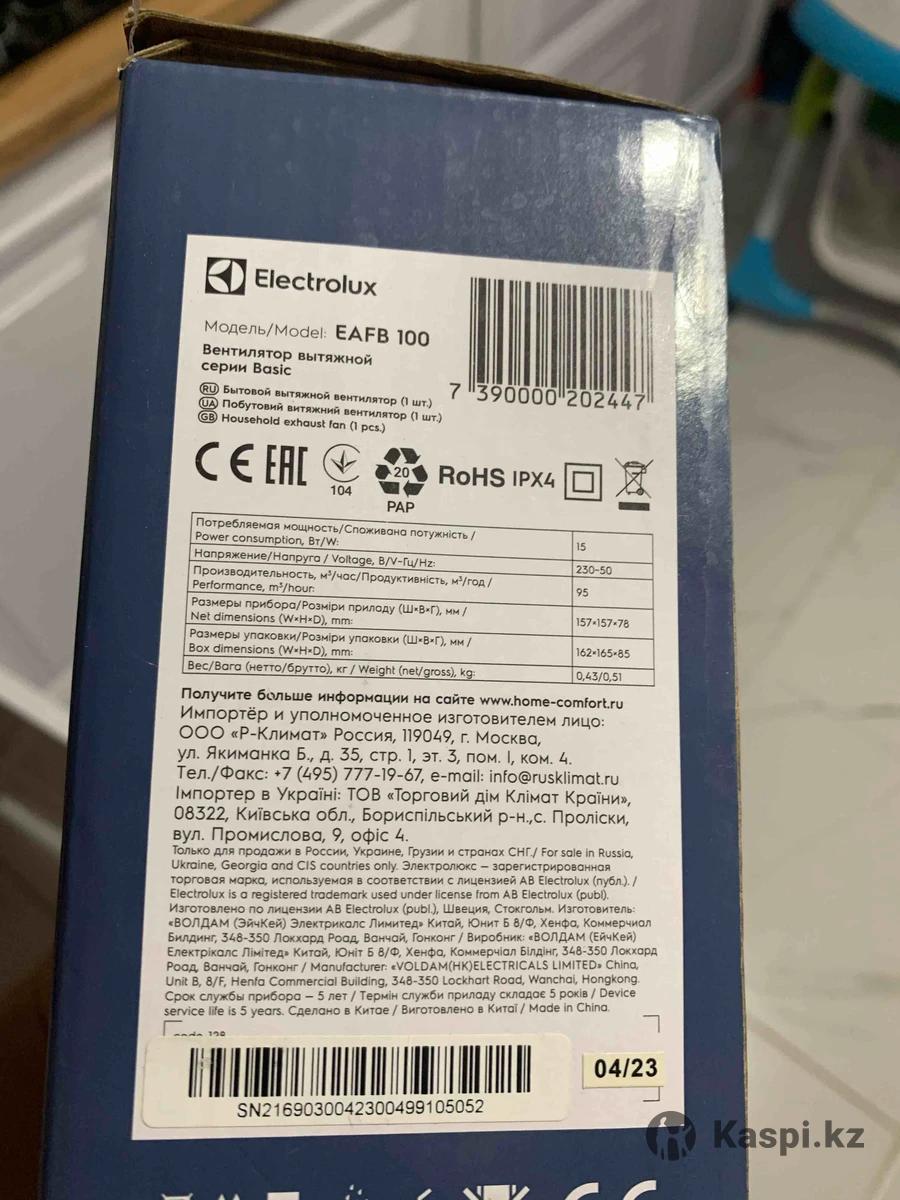 Electrolux
Модель/Model: EAFB 100
Вентилятор вытяжной
серии Basic
RU Бытовой вытяжной вентилятор (1 шт.)
UA Побутовий витяжний вентилятор (1 шт.)
GB Household exhaust fan (1 pcs.)
7 390000 202447
CE EAC
104
20
PAP
RoHS IPX4
Потребляемая мощность/Споживана потужність /
Power consumption, Вт/W: 15
Напряжение/Напруга / Voltage, В/V-Гц/Hz: 230-50
Производительность, м³/час/Продуктивність, м³/год /
Performance, m³/hour: 95
Размеры прибора/Розміри приладу (Ш×В×Г), мм /
Net dimensions (W×H×D), mm: 157×157×78
Размеры упаковки/Розміри упаковки (Ш×В×Г), мм /
Box dimensions (W×H×D), mm: 162×165×85
Вес/Вага (нетто/брутто), кг / Weight (net/gross), kg: 0,43/0,51
Получите больше информации на сайте www.home-comfort.ru
Импортёр и уполномоченное изготовителем лицо:
ООО «Р-Климат» Россия, 119049, г. Москва,
ул. Якиманка Б., д. 35, стр. 1, эт. 3, пом. I, ком. 4.
Тел./Факс: +7 (495) 777-19-67, e-mail: info@rusklimat.ru
Імпортер в Україні: ТОВ «Торговий дім Клімат Країни»,
08322, Київська обл., Бориспільський р-н.,с. Проліски,
вул. Промислова, 9, офіс 4.
Только для продажи в России, Украине, Грузии и странах СНГ./ For sale in Russia,
Ukraine, Georgia and CIS countries only. Электролюкс – зарегистрированная
торговая марка, используемая в соответствии с лицензией AB Electrolux (публ.). /
Electrolux is a registered trademark used under license from AB Electrolux (publ).
Изготовлено по лицензии AB Electrolux (publ.), Швеция, Стокгольм. Изготовитель:
«ВОЛДАМ (ЭйчКей) Электрикалс Лимитед» Китай, Юнит Б 8/Ф, Хенфа, Коммерчиал
Билдинг, 348-350 Локхард Роад, Ванчай, Гонконг / Виробник: «ВОЛДАМ (ЕйчКей)
Електрікалс Лімітед» Китай, Юніт Б 8/Ф, Хенфа, Коммерчіал Білдінг, 348-350 Локхард
Роад, Ванчай, Гонконг / Manufacturer: «VOLDAM(HK)ELECTRICALS LIMITED» China,
Unit B, 8/F, Henfa Commercial Building, 348-350 Lockhart Road, Wanchai, Hongkong.
Срок службы прибора – 5 лет / Термін служби приладу складає 5 років / Device
service life is 5 years. Сделано в Китае / Виготовлено в Китаї / Made in China.
04/23
SN2169030042300499105052
Kaspi.kz